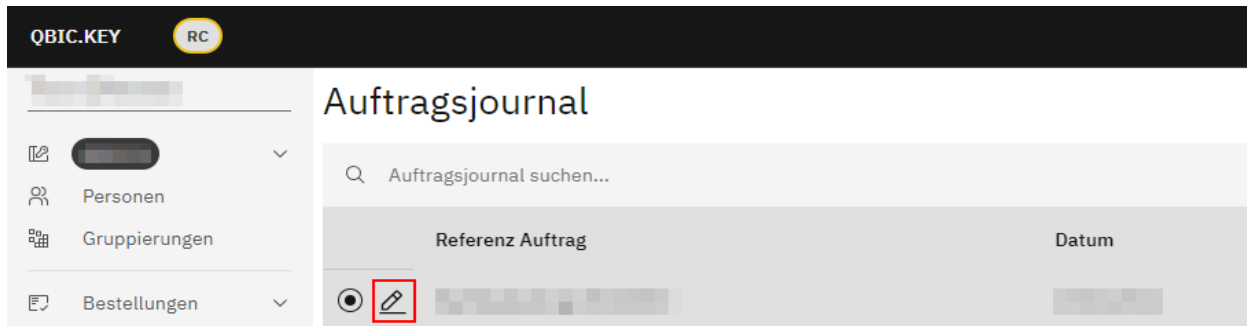 QBIC.KEY RC
Auftragsjournal
Auftragsjournal suchen...
Personen
Gruppierungen
Referenz Auftrag Datum
Bestellungen